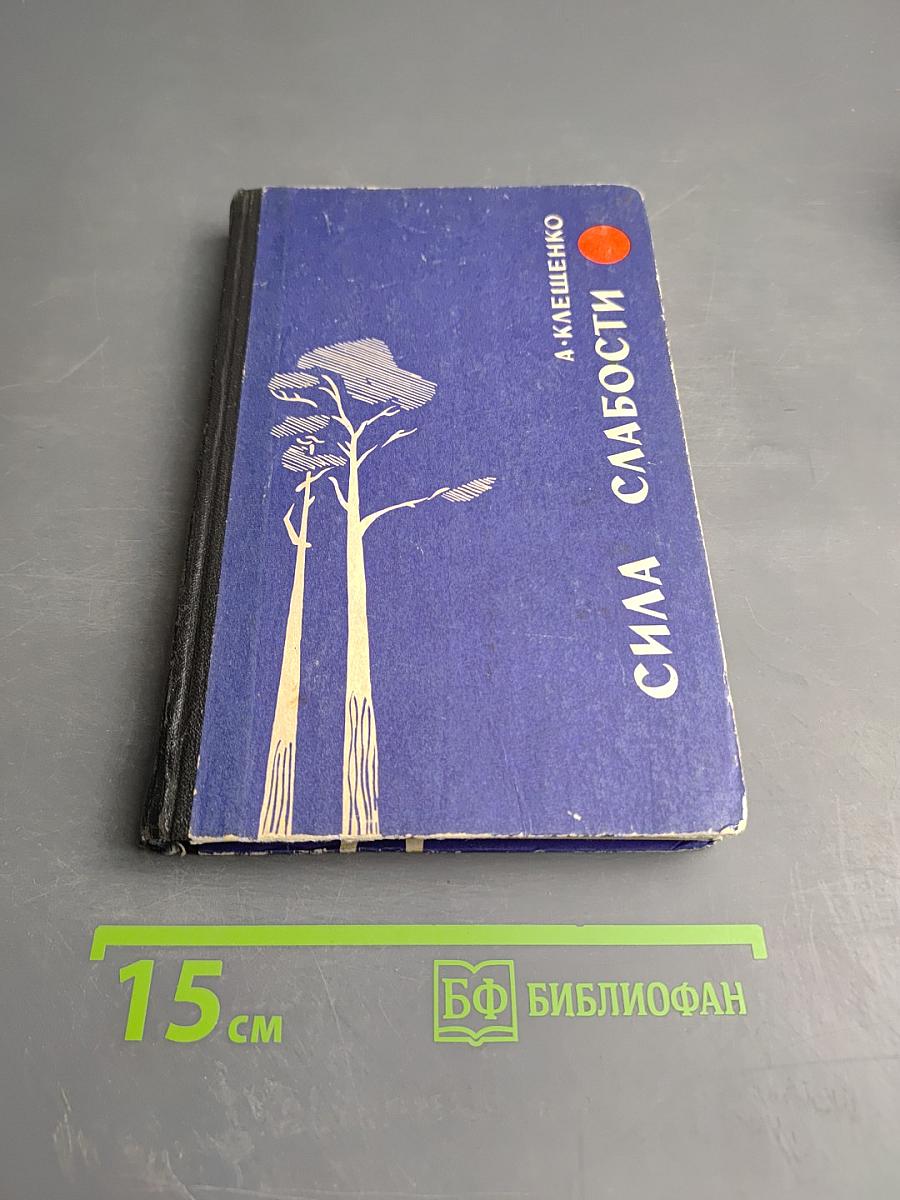 А·КЛЕЩЕНКО
СИЛА СЛАБОСТИ
15 см
БФ БИБЛИОФАН